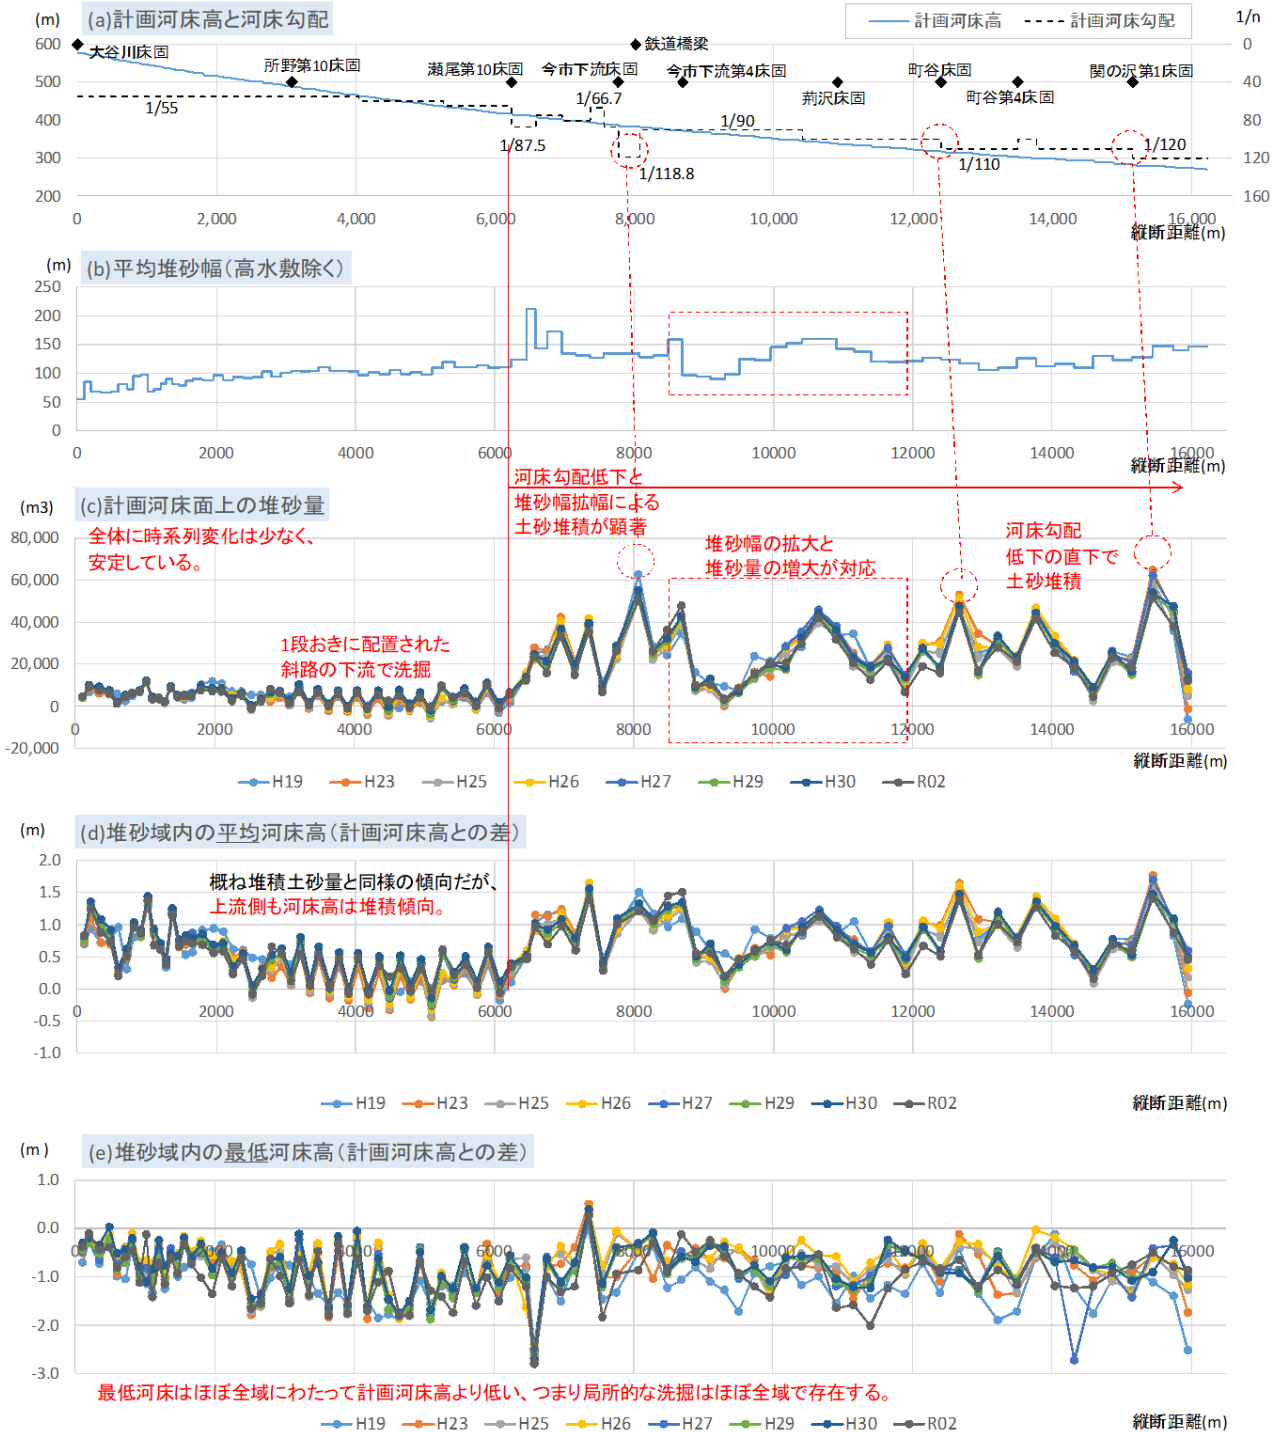 (m)
(a)計画河床高と河床勾配
計画河床高
計画河床勾配
1/n
600
500
400
300
200
0
40
80
120
160
大谷川床固
所野第10床固
瀬尾第10床固
今市下流床固
鉄道橋梁
今市下流第4床固
荊沢床固
町谷床固
町谷第4床固
関の沢第1床固
1/55
1/87.5
1/66.7
1/118.8
1/90
1/110
1/120
0
2,000
4,000
6,000
8,000
10,000
12,000
14,000
16,000
縦断距離(m)
(m)
(b)平均堆砂幅(高水敷除く)
250
200
150
100
50
0
0
2000
4000
6000
8000
10000
12000
14000
16000
縦断距離(m)
(m3)
(c)計画河床面上の堆砂量
河床勾配低下と
堆砂幅拡幅による
土砂堆積が顕著
全体に時系列変化は少なく、
安定している。
堆砂幅の拡大と
堆砂量の増大が対応
河床勾配
低下の直下で
土砂堆積
1段おきに配置された
斜路の下流で洗掘
80,000
60,000
40,000
20,000
0
-20,000
0
2000
4000
6000
8000
10000
12000
14000
16000
縦断距離(m)
H19 H23 H25 H26 H27 H29 H30 R02
(m)
(d)堆砂域内の平均河床高(計画河床高との差)
2.0
1.5
1.0
0.5
0.0
-0.5
-1.0
概ね堆積土砂量と同様の傾向だが、
上流側も河床高は堆積傾向。
0
2000
4000
6000
8000
10000
12000
14000
16000
H19 H23 H25 H26 H27 H29 H30 R02
縦断距離(m)
(m)
(e)堆砂域内の最低河床高(計画河床高との差)
1.0
0.0
-1.0
-2.0
-3.0
0
2000
4000
6000
8000
10000
12000
14000
16000
最低河床はほぼ全域にわたって計画河床高より低い、つまり局所的な洗掘はほぼ全域で存在する。
H19 H23 H25 H26 H27 H29 H30 R02
縦断距離(m)